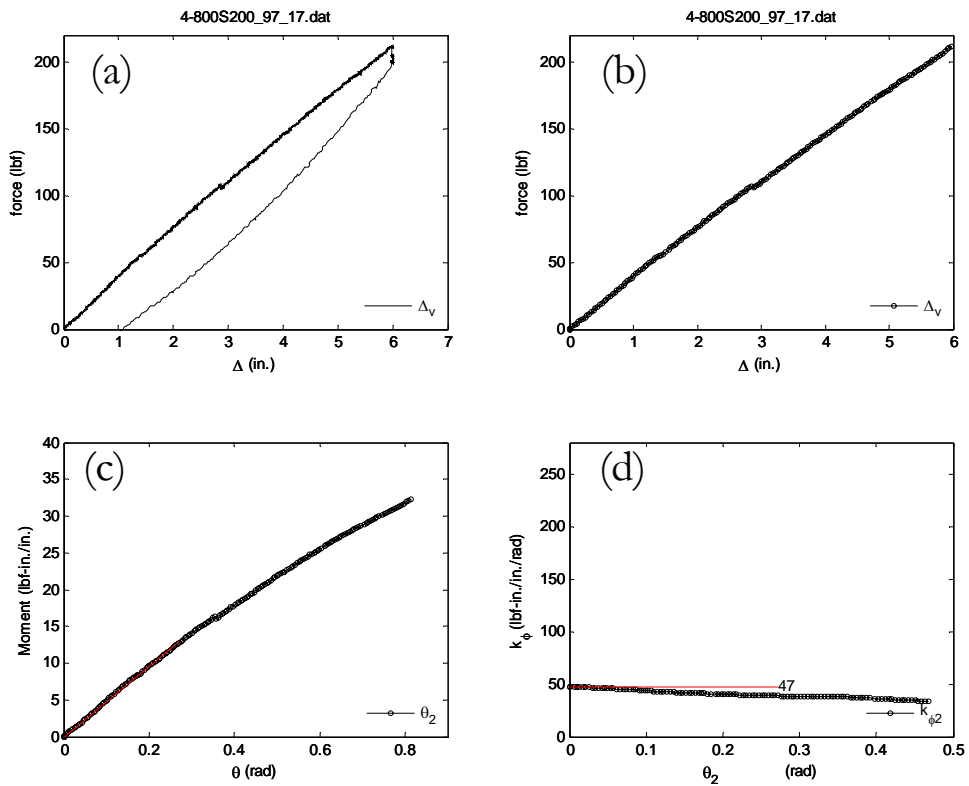 4-800S200_97_17.dat
(a)
force (lbf)
200
150
100
50
0
0 1 2 3 4 5 6 7
Δ (in.)
Δv
4-800S200_97_17.dat
(b)
force (lbf)
200
150
100
50
0
0 1 2 3 4 5 6
Δ (in.)
Δv
(c)
Moment (lbf-in./in.)
40
35
30
25
20
15
10
5
0
0 0.2 0.4 0.6 0.8
θ (rad)
θ2
(d)
kϕ (lbf-in./in./rad)
250
200
150
100
50
0
47
0 0.1 0.2 0.3 0.4 0.5
θ2 (rad)
kϕ2